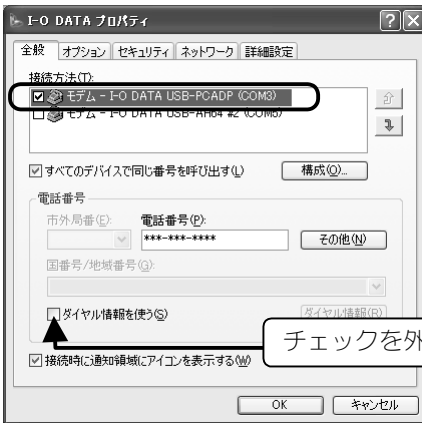 I-O DATA プロパティ
全般 オプション セキュリティ ネットワーク 詳細設定
接続方法(T):
モデム - I-O DATA USB-PCADP (COM3)
モデム - I-O DATA USB-AH64 #2 (COM5)
すべてのデバイスで同じ番号を呼び出す(L) 構成(O)...
電話番号
市外局番(E): 電話番号(P):
***-***-**** その他(N)
国番号/地域番号(G):
ダイヤル情報を使う(S) ダイヤル情報(R)
チェックを外
接続時に通知領域にアイコンを表示する(W)
OK キャンセル